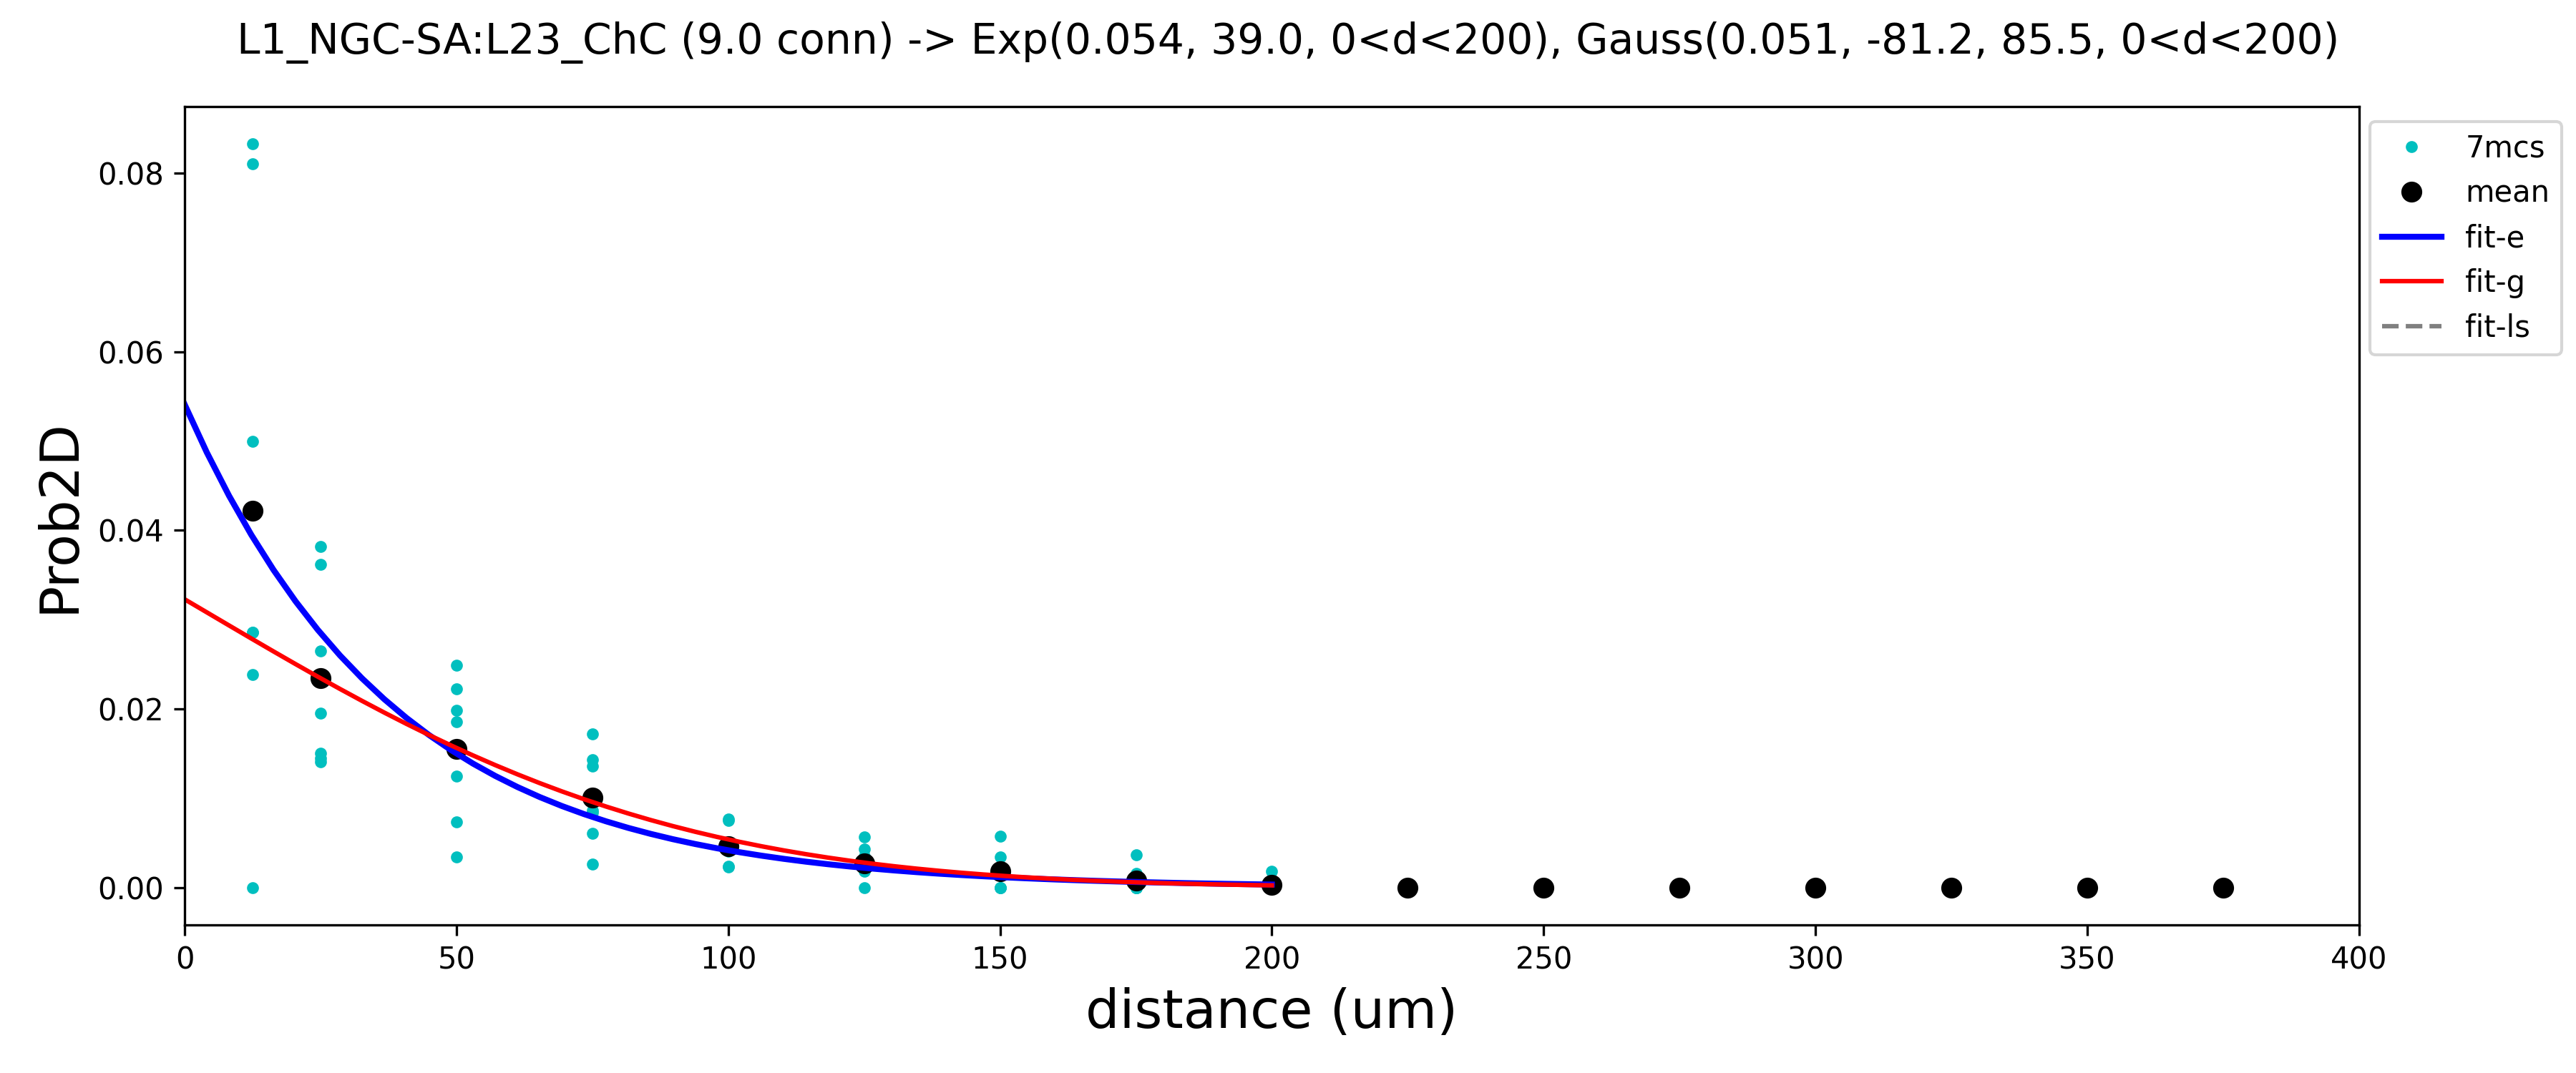 L1_NGC-SA:L23_ChC (9.0 conn) -> Exp(0.054, 39.0, 0<d<200), Gauss(0.051, -81.2, 85.5, 0<d<200)
7mcs
mean
fit-e
fit-g
fit-ls
Prob2D
0.08
0.06
0.04
0.02
0.00
0 50 100 150 200 250 300 350 400
distance (um)